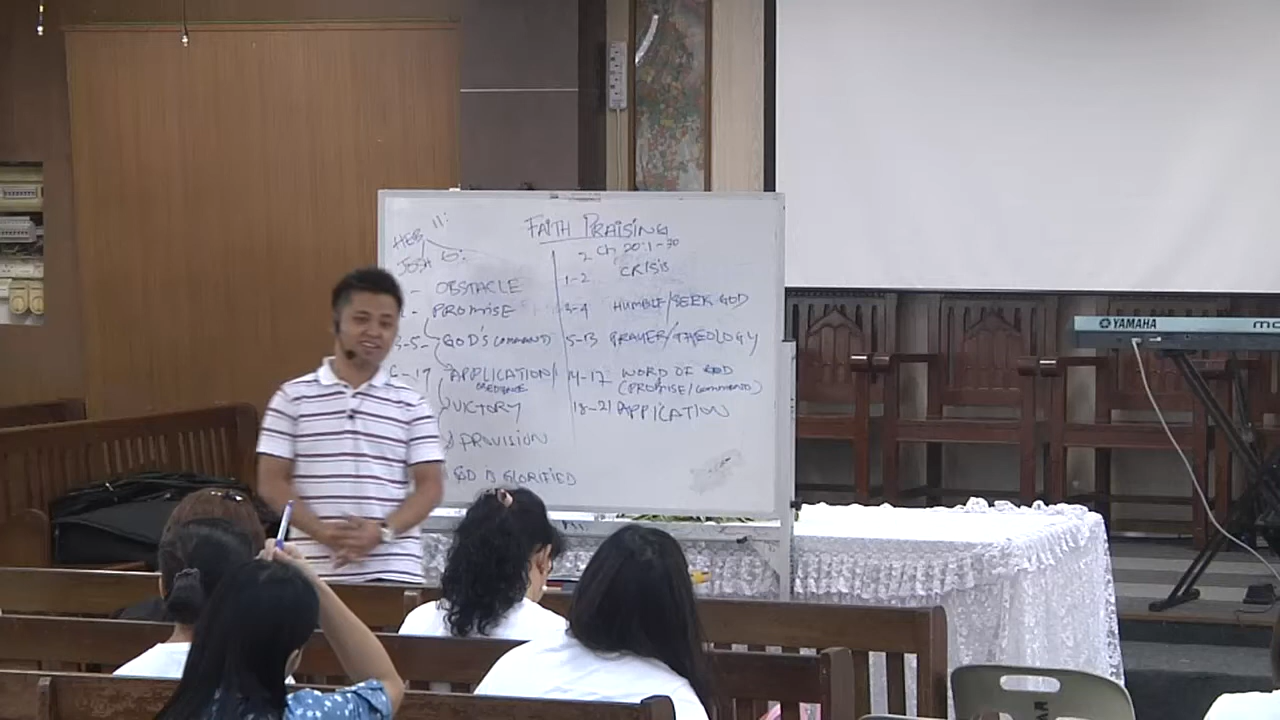 FAITH PRAISING
HEB 11:
JOSH 6:
- OBSTACLE
- PROMISE
3-5- GOD'S COMMAND
6-17 APPLICATION/
OBEDIENCE
VICTORY
PROVISION
GOD IS GLORIFIED
2 Ch 20:1-30
1-2 CRISIS
3-4 HUMBLE/SEEK GOD
5-13 PRAYER/THEOLOGY
14-17 WORD OF GOD
(PROMISE/COMMAND)
18-21 APPLICATION
YAMAHA